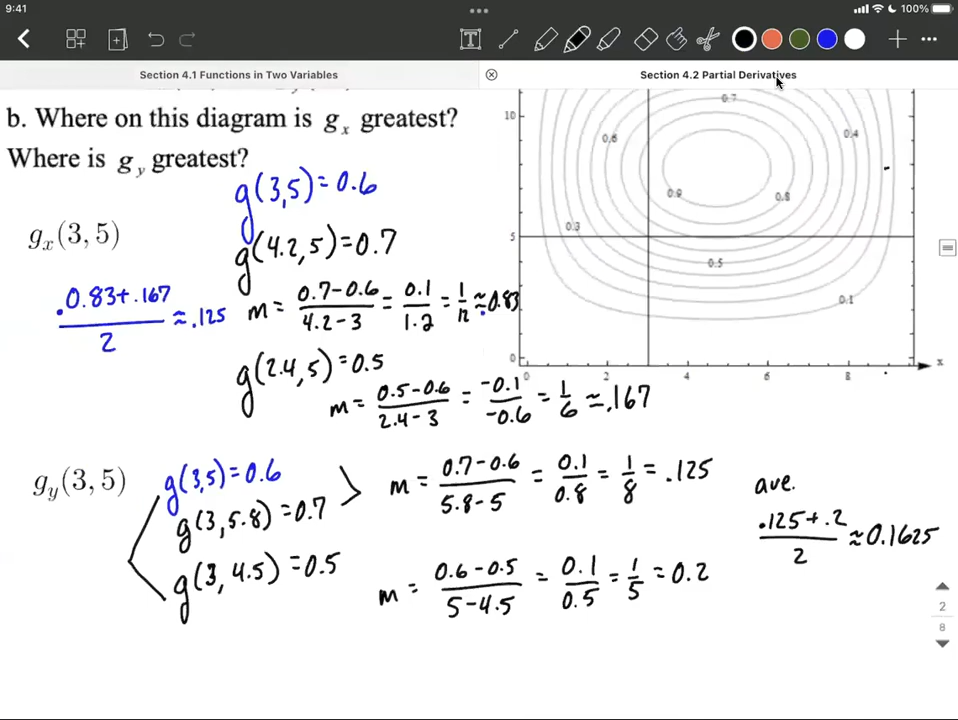 9:41
100%
T
Section 4.1 Functions in Two Variables
Section 4.2 Partial Derivatives
b. Where on this diagram is g_x greatest?
Where is g_y greatest?
g(3,5)=0.6
g_x(3, 5)
g(4.2,5)=0.7
m = (0.7-0.6)/(4.2-3) = 0.1/1.2 = 1/12 ≈ 0.83
(.0.83+.167)/2 ≈ .125
g(2.4,5)=0.5
m = (0.5-0.6)/(2.4-3) = -0.1/-0.6 = 1/6 ≈ .167
10
5
0
0 2 4 6 8 x
0.7
0.6
0.4
0.9
0.8
0.3
0.5
0.1
g_y(3, 5)
g(3,5)=0.6
g(3,5.8)=0.7
g(3,4.5)=0.5
m = (0.7-0.6)/(5.8-5) = 0.1/0.8 = 1/8 = .125
m = (0.6-0.5)/(5-4.5) = 0.1/0.5 = 1/5 = 0.2
ave.
(.125+.2)/2 ≈ 0.1625
2
8